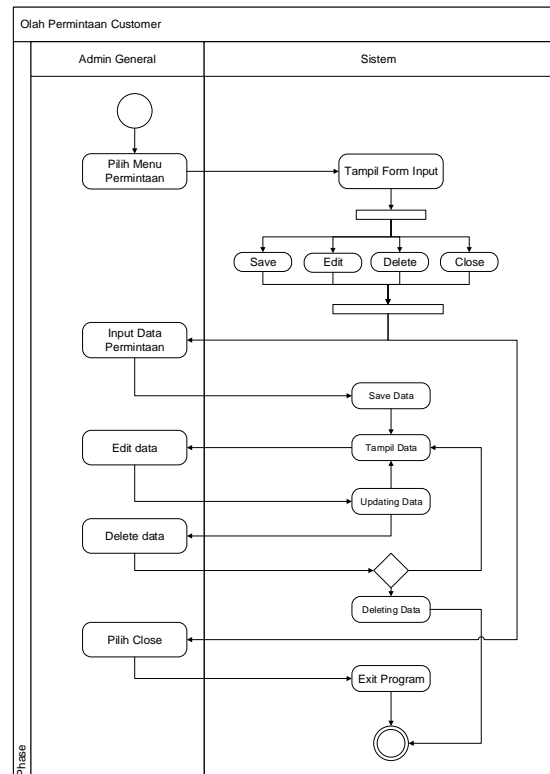 Olah Permintaan Customer
Admin General
Sistem
Pilih Menu
Permintaan
Tampil Form Input
Save
Edit
Delete
Close
Input Data
Permintaan
Save Data
Edit data
Tampil Data
Updating Data
Delete data
Deleting Data
Pilih Close
Exit Program
Phase